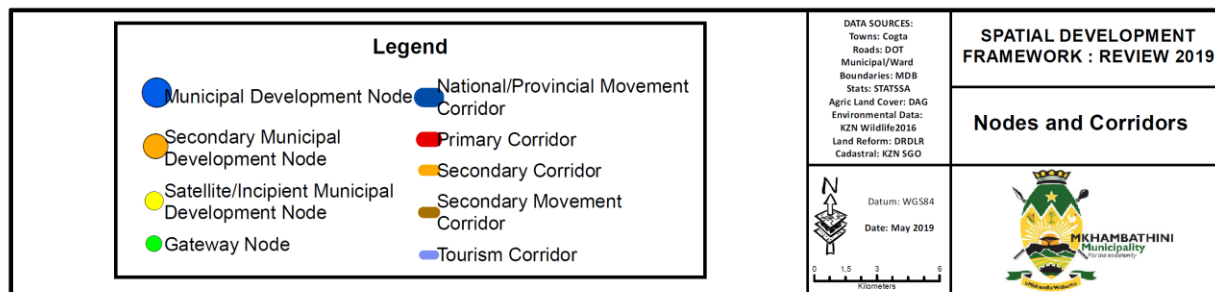 Legend
Municipal Development Node
Secondary Municipal
Development Node
Satellite/Incipient Municipal
Development Node
Gateway Node
National/Provincial Movement
Corridor
Primary Corridor
Secondary Corridor
Secondary Movement
Corridor
Tourism Corridor
DATA SOURCES:
Towns: Cogta
Roads: DOT
Municipal/Ward
Boundaries: MDB
Stats: STATSSA
Agric Land Cover: DAG
Environmental Data:
KZN Wildlife2016
Land Reform: DRDLR
Cadastral: KZN SGO
N
Datum: WGS84
Date: May 2019
0 1,5 3 6
Kilometers
SPATIAL DEVELOPMENT
FRAMEWORK : REVIEW 2019
Nodes and Corridors
MKHAMBATHINI
Municipality
For the community